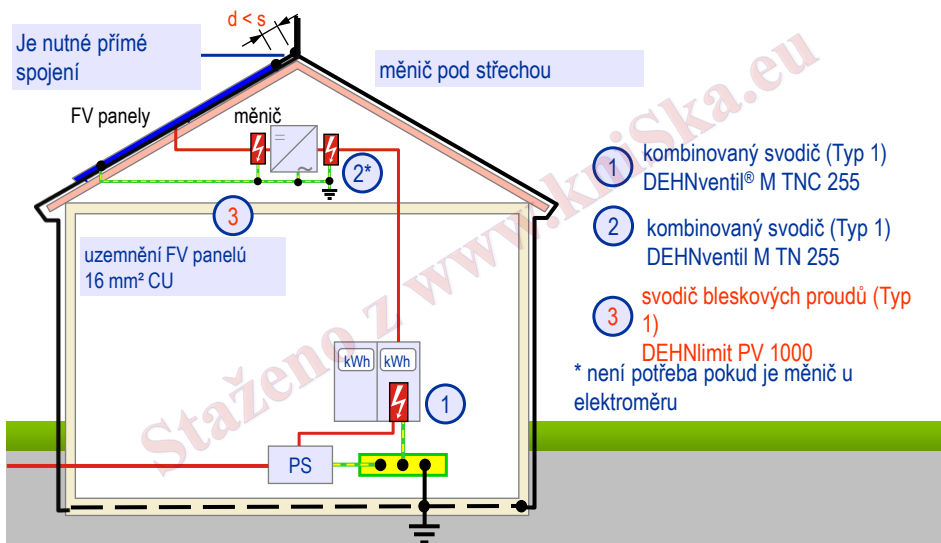 d < s
Je nutné přímé
spojení
měnič pod střechou
FV panely
měnič
=
~
2*
3
uzemnění FV panelů
16 mm² CU
1
kombinovaný svodič (Typ 1)
DEHNventil® M TNC 255
2
kombinovaný svodič (Typ 1)
DEHNventil M TN 255
3
svodič bleskových proudů (Typ
1)
DEHNlimit PV 1000
* není potřeba pokud je měnič u
elektroměru
kWh
kWh
1
PS
Staženo z www.kniSka.eu